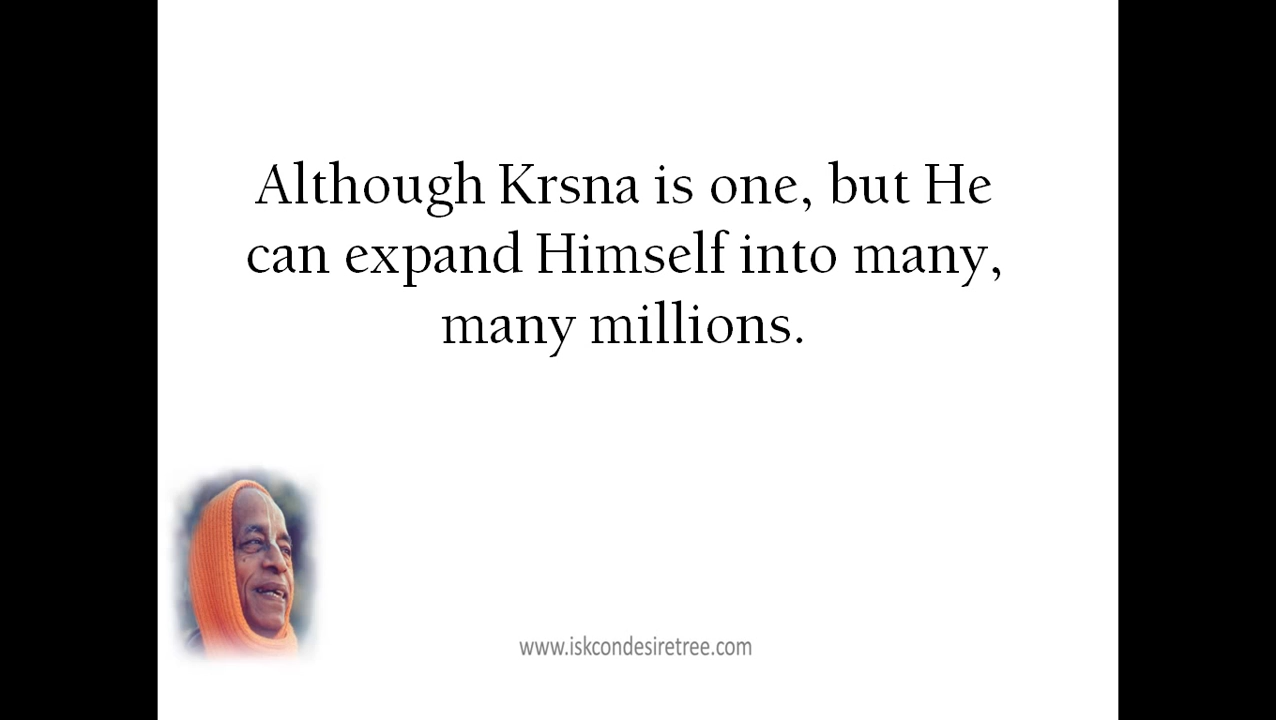 Although Krsna is one, but He
can expand Himself into many,
many millions.
www.iskcondesiretree.com